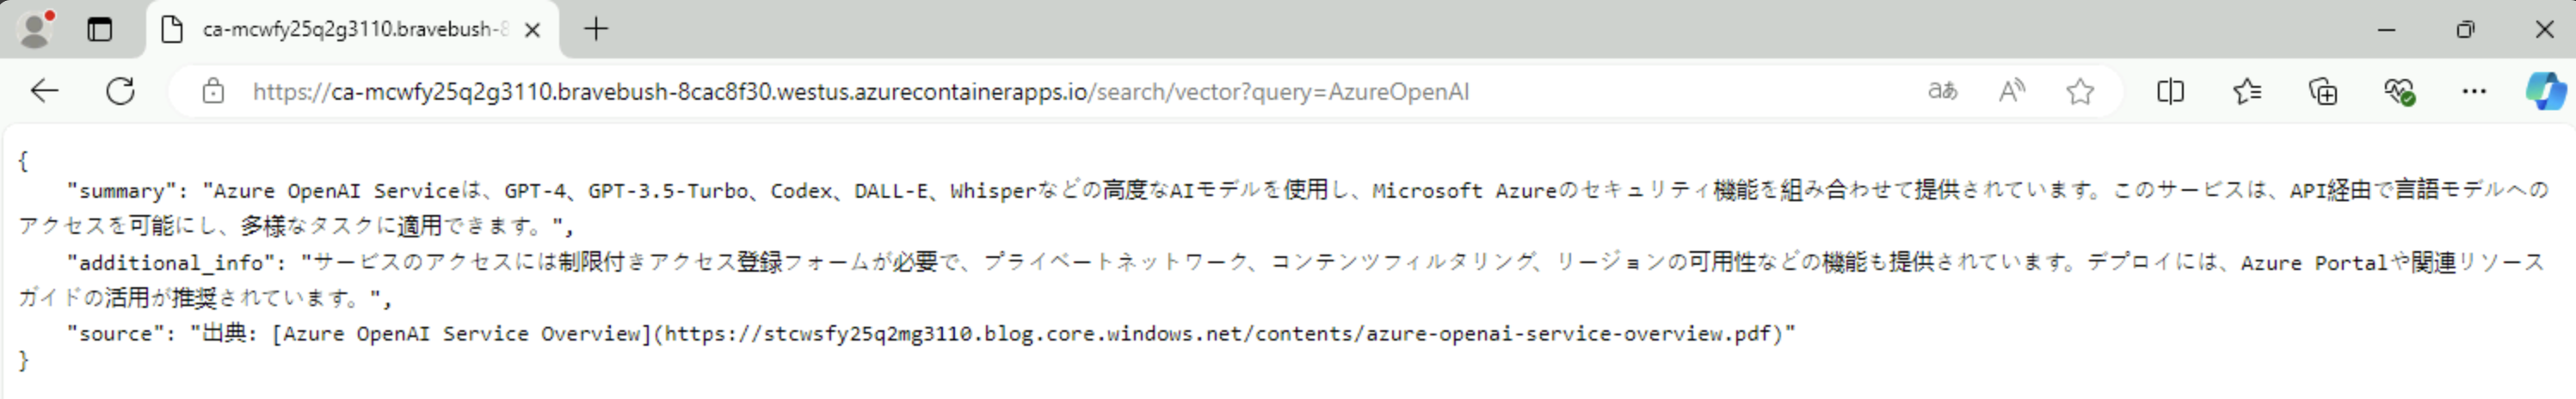 ca-mcwfy25q2g3110.bravebush-8
https://ca-mcwfy25q2g3110.bravebush-8cac8f30.westus.azurecontainerapps.io/search/vector?query=AzureOpenAI
aあ
A
{
"summary": "Azure OpenAI Serviceは、GPT-4、GPT-3.5-Turbo、Codex、DALL-E、Whisperなどの高度なAIモデルを使用し、Microsoft Azureのセキュリティ機能を組み合わせて提供されています。このサービスは、API経由で言語モデルへの
アクセスを可能にし、多様なタスクに適用できます。",
"additional_info": "サービスのアクセスには制限付きアクセス登録フォームが必要で、プライベートネットワーク、コンテンツフィルタリング、リージョンの可用性などの機能も提供されています。デプロイには、Azure Portalや関連リソース
ガイドの活用が推奨されています。",
"source": "出典: [Azure OpenAI Service Overview](https://stcwsfy25q2mg3110.blog.core.windows.net/contents/azure-openai-service-overview.pdf)"
}